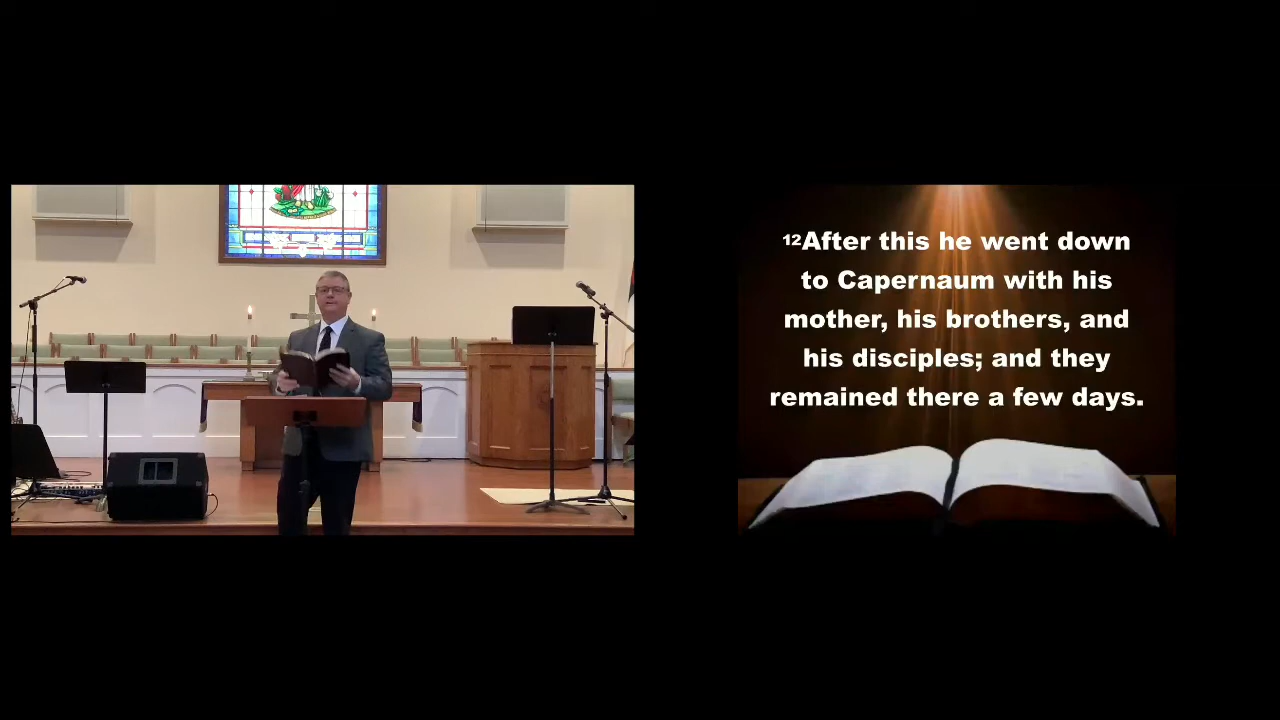 ¹²After this he went down
to Capernaum with his
mother, his brothers, and
his disciples; and they
remained there a few days.